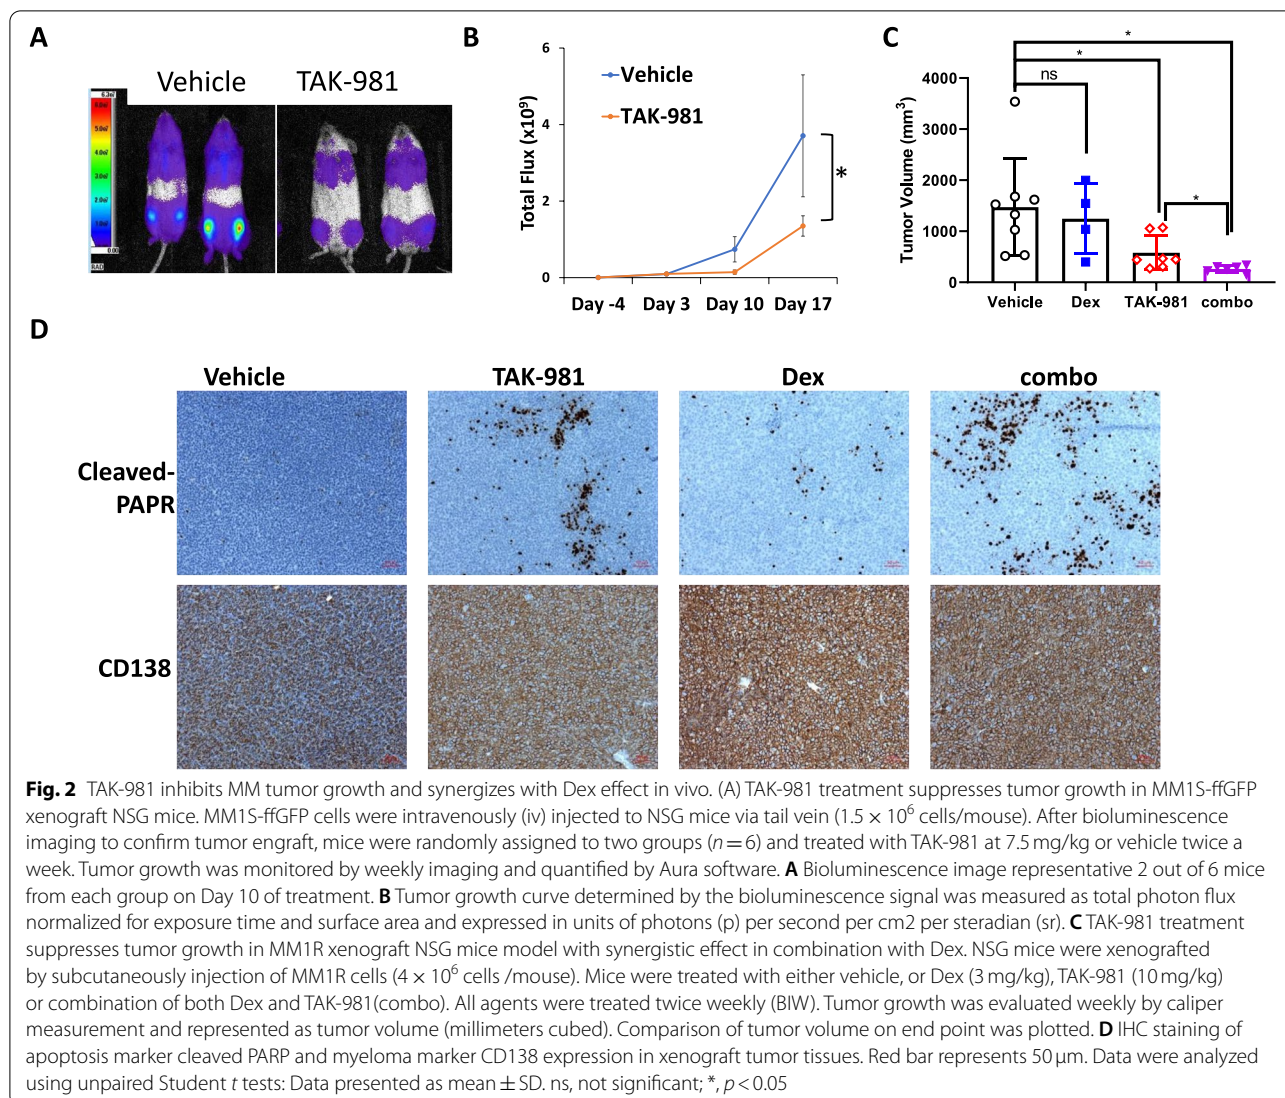 A
Vehicle
TAK-981
6.0e7
5.0e7
4.0e7
3.0e7
2.0e7
1.0e7
0.00
RAD
B
Total Flux (x10⁹)
6
4
2
0
Vehicle
TAK-981
*
Day -4 Day 3 Day 10 Day 17
C
Tumor Volume (mm³)
4000
3000
2000
1000
0
*
*
ns
*
Vehicle Dex TAK-981 combo
D
Vehicle TAK-981 Dex combo
Cleaved-
PAPR
CD138
Fig. 2 TAK-981 inhibits MM tumor growth and synergizes with Dex effect in vivo. (A) TAK-981 treatment suppresses tumor growth in MM1S-ffGFP
xenograft NSG mice. MM1S-ffGFP cells were intravenously (iv) injected to NSG mice via tail vein (1.5 × 10⁶ cells/mouse). After bioluminescence
imaging to confirm tumor engraft, mice were randomly assigned to two groups (n = 6) and treated with TAK-981 at 7.5 mg/kg or vehicle twice a
week. Tumor growth was monitored by weekly imaging and quantified by Aura software. A Bioluminescence image representative 2 out of 6 mice
from each group on Day 10 of treatment. B Tumor growth curve determined by the bioluminescence signal was measured as total photon flux
normalized for exposure time and surface area and expressed in units of photons (p) per second per cm2 per steradian (sr). C TAK-981 treatment
suppresses tumor growth in MM1R xenograft NSG mice model with synergistic effect in combination with Dex. NSG mice were xenografted
by subcutaneously injection of MM1R cells (4 × 10⁶ cells /mouse). Mice were treated with either vehicle, or Dex (3 mg/kg), TAK-981 (10 mg/kg)
or combination of both Dex and TAK-981(combo). All agents were treated twice weekly (BIW). Tumor growth was evaluated weekly by caliper
measurement and represented as tumor volume (millimeters cubed). Comparison of tumor volume on end point was plotted. D IHC staining of
apoptosis marker cleaved PARP and myeloma marker CD138 expression in xenograft tumor tissues. Red bar represents 50 μm. Data were analyzed
using unpaired Student t tests: Data presented as mean ± SD. ns, not significant; *, p < 0.05